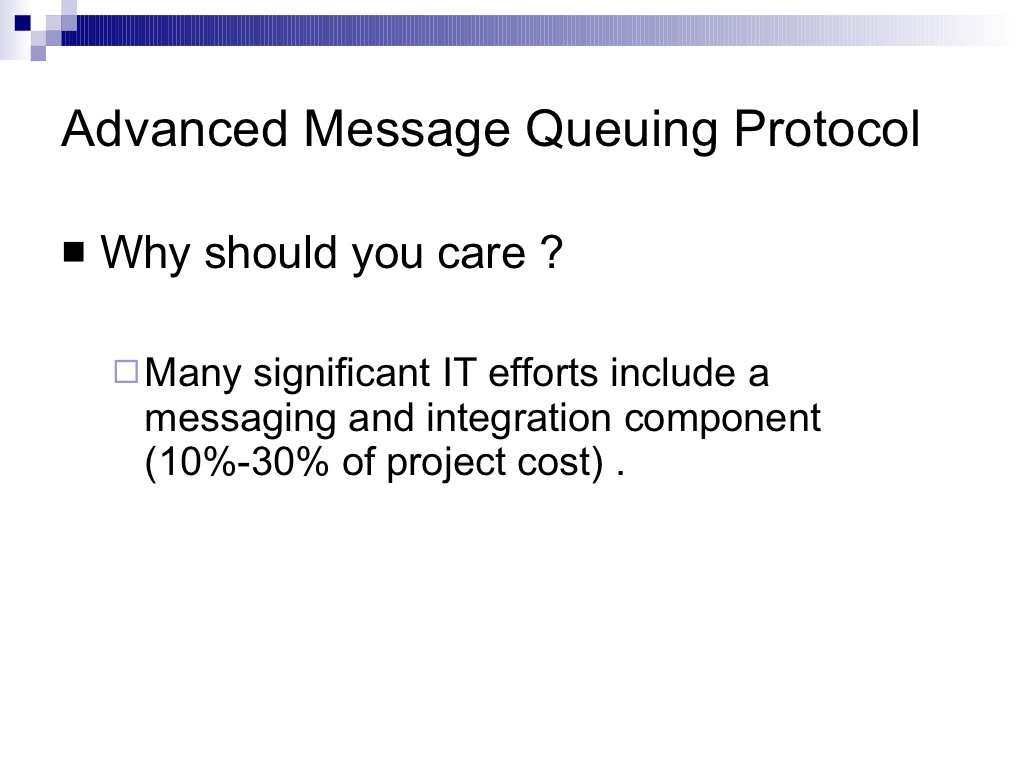 Advanced Message Queuing Protocol
Why should you care ?
Many significant IT efforts include a
messaging and integration component
(10%-30% of project cost) .